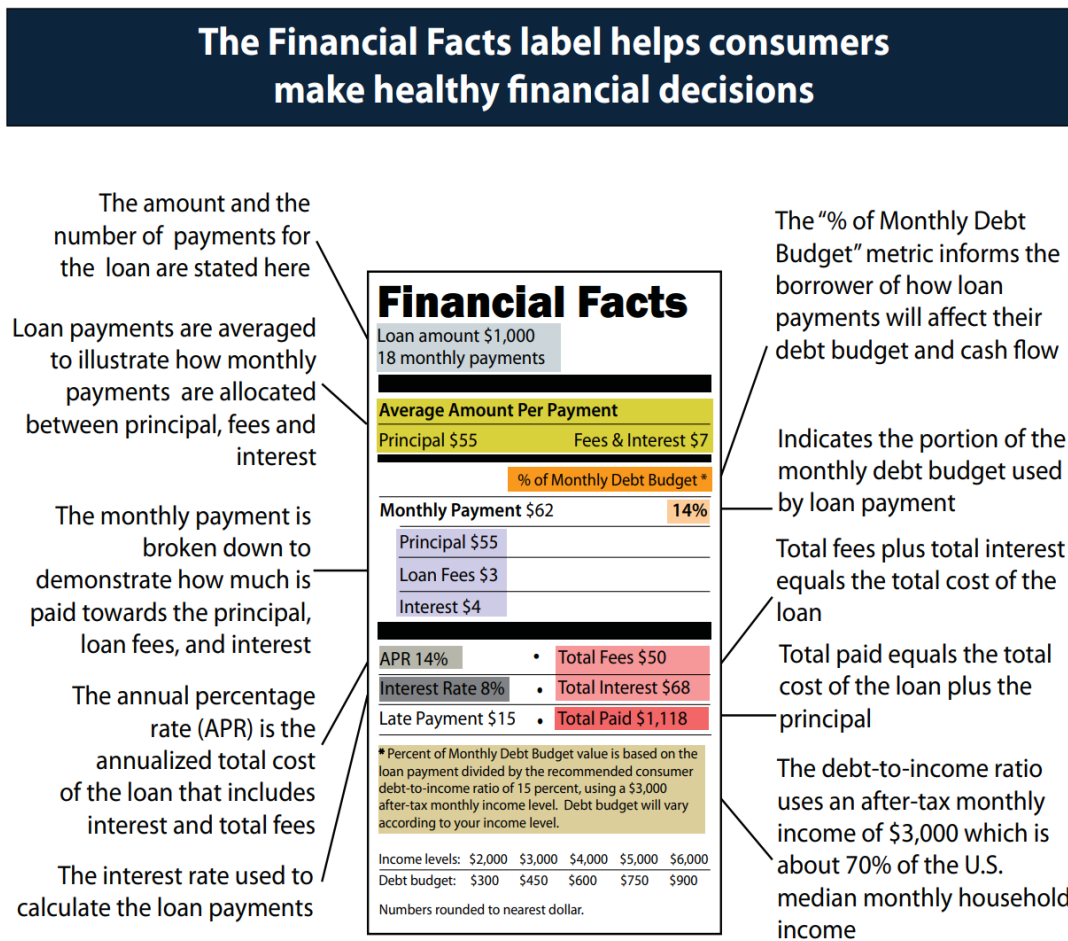 The Financial Facts label helps consumers
make healthy financial decisions
The amount and the
number of payments for
the loan are stated here
Loan payments are averaged
to illustrate how monthly
payments are allocated
between principal, fees and
interest
The monthly payment is
broken down to
demonstrate how much is
paid towards the principal,
loan fees, and interest
The annual percentage
rate (APR) is the
annualized total cost
of the loan that includes
interest and total fees
The interest rate used to
calculate the loan payments
Financial Facts
Loan amount $1,000
18 monthly payments
Average Amount Per Payment
Principal $55 Fees & Interest $7
% of Monthly Debt Budget *
Monthly Payment $62 14%
Principal $55
Loan Fees $3
Interest $4
APR 14% • Total Fees $50
Interest Rate 8% • Total Interest $68
Late Payment $15 • Total Paid $1,118
* Percent of Monthly Debt Budget value is based on the
loan payment divided by the recommended consumer
debt-to-income ratio of 15 percent, using a $3,000
after-tax monthly income level. Debt budget will vary
according to your income level.
Income levels: $2,000 $3,000 $4,000 $5,000 $6,000
Debt budget: $300 $450 $600 $750 $900
Numbers rounded to nearest dollar.
The “% of Monthly Debt
Budget” metric informs the
borrower of how loan
payments will affect their
debt budget and cash flow
Indicates the portion of the
monthly debt budget used
by loan payment
Total fees plus total interest
equals the total cost of the
loan
Total paid equals the total
cost of the loan plus the
principal
The debt-to-income ratio
uses an after-tax monthly
income of $3,000 which is
about 70% of the U.S.
median monthly household
income